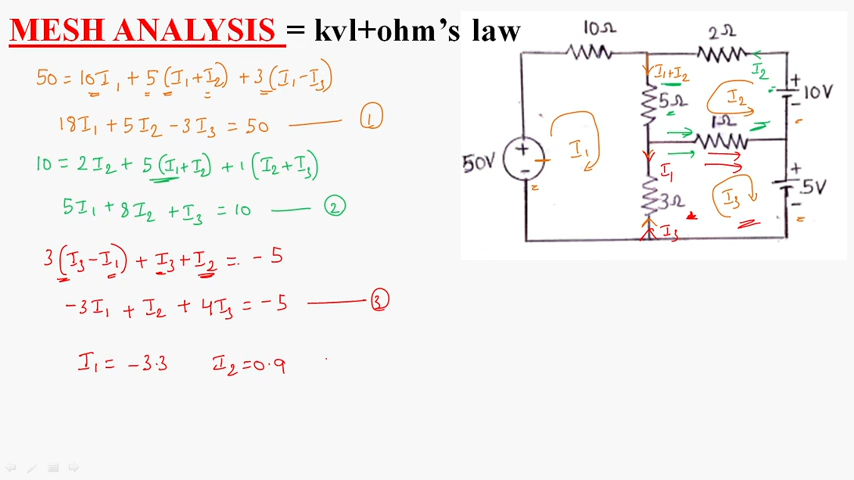 MESH ANALYSIS = kvl+ohm's law
50 = 10I₁ + 5(I₁+I₂) + 3(I₁-I₃)
18I₁ + 5I₂ - 3I₃ = 50 —— ①
10 = 2I₂ + 5(I₁+I₂) + 1(I₂+I₃)
5I₁ + 8I₂ + I₃ = 10 —— ②
3(I₃-I₁) + I₃ + I₂ = -5
-3I₁ + I₂ + 4I₃ = -5 —— ③
I₁ = -3.3 I₂ = 0.9
10Ω
2Ω
I₁+I₂
I₂
5Ω
I₂
+
10V
-
1Ω
50V
+
-
I₁
I₁
I₃
+
5V
-
3Ω
I₃